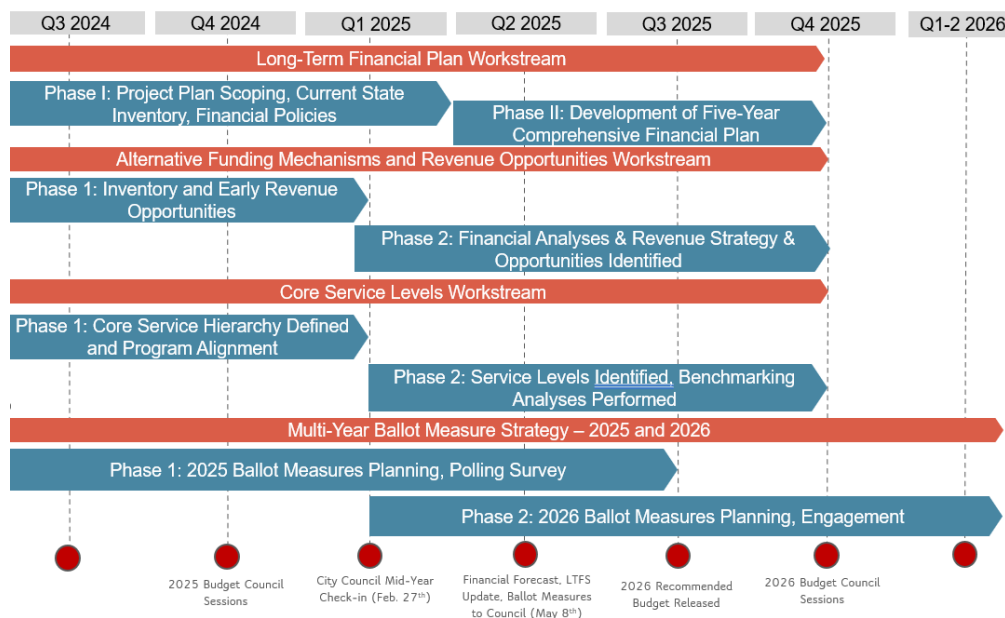 Q3 2024 Q4 2024 Q1 2025 Q2 2025 Q3 2025 Q4 2025 Q1-2 2026
Long-Term Financial Plan Workstream
Phase I: Project Plan Scoping, Current State
Inventory, Financial Policies
Phase II: Development of Five-Year
Comprehensive Financial Plan
Alternative Funding Mechanisms and Revenue Opportunities Workstream
Phase 1: Inventory and Early Revenue
Opportunities
Phase 2: Financial Analyses & Revenue Strategy &
Opportunities Identified
Core Service Levels Workstream
Phase 1: Core Service Hierarchy Defined
and Program Alignment
Phase 2: Service Levels Identified, Benchmarking
Analyses Performed
Multi-Year Ballot Measure Strategy – 2025 and 2026
Phase 1: 2025 Ballot Measures Planning, Polling Survey
Phase 2: 2026 Ballot Measures Planning, Engagement
2025 Budget Council
Sessions
City Council Mid-Year
Check-in (Feb. 27th)
Financial Forecast, LTFS
Update, Ballot Measures
to Council (May 8th)
2026 Recommended
Budget Released
2026 Budget Council
Sessions